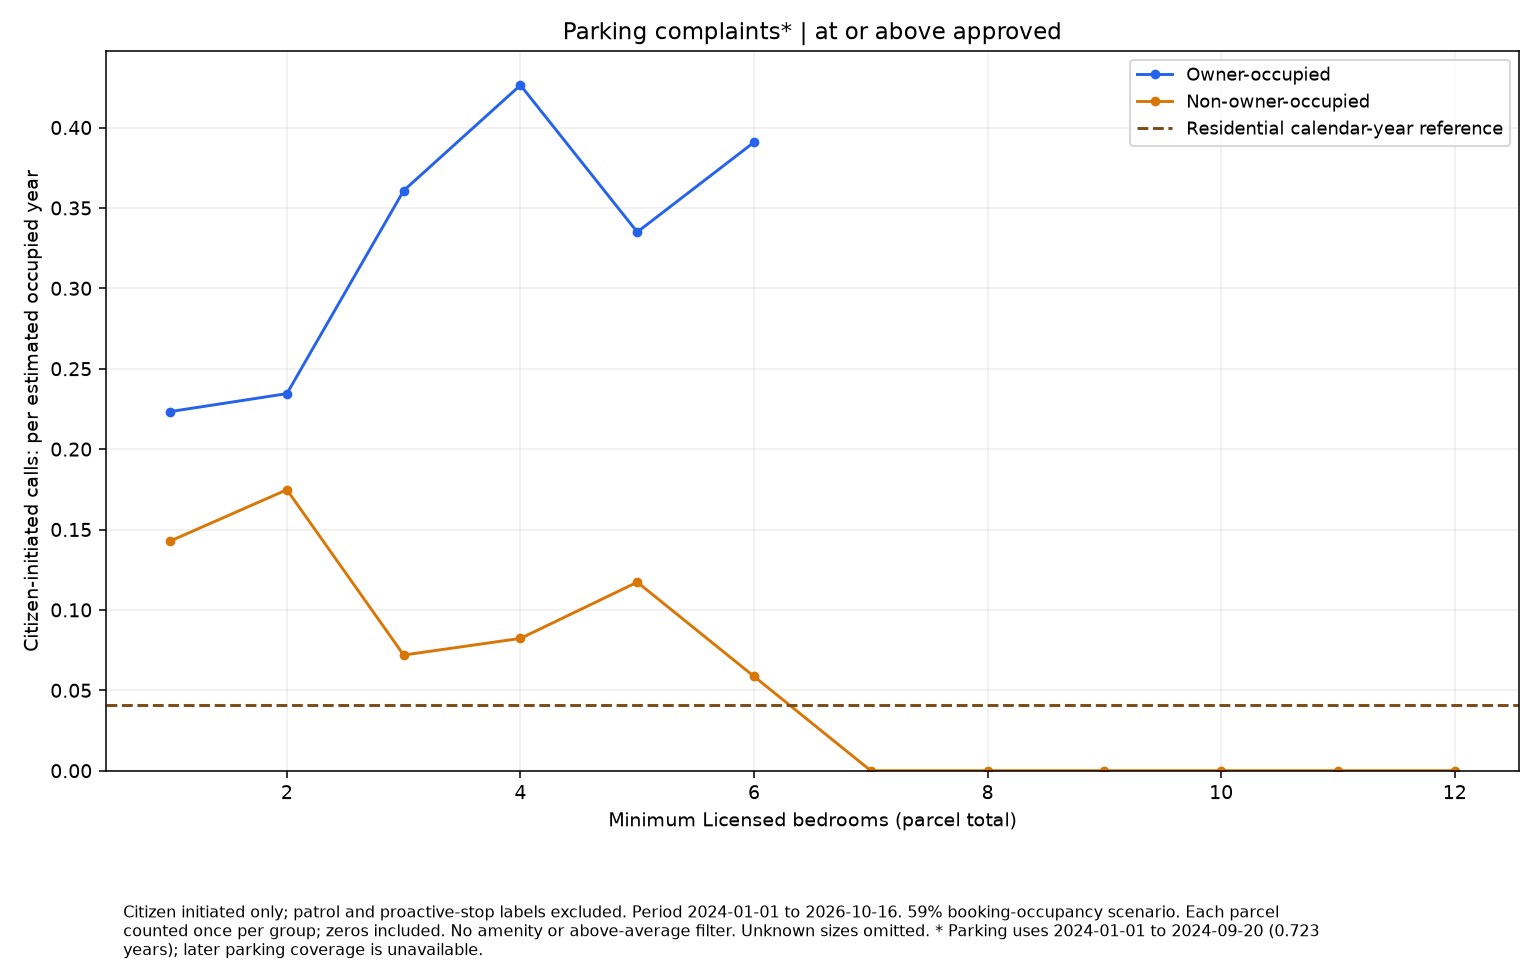 Parking complaints* | at or above approved
Owner-occupied
Non-owner-occupied
Residential calendar-year reference
Citizen-initiated calls: per estimated occupied year
0.40
0.35
0.30
0.25
0.20
0.15
0.10
0.05
0.00
2 4 6 8 10 12
Minimum Licensed bedrooms (parcel total)
Citizen initiated only; patrol and proactive-stop labels excluded. Period 2024-01-01 to 2026-10-16. 59% booking-occupancy scenario. Each parcel
counted once per group; zeros included. No amenity or above-average filter. Unknown sizes omitted. * Parking uses 2024-01-01 to 2024-09-20 (0.723
years); later parking coverage is unavailable.